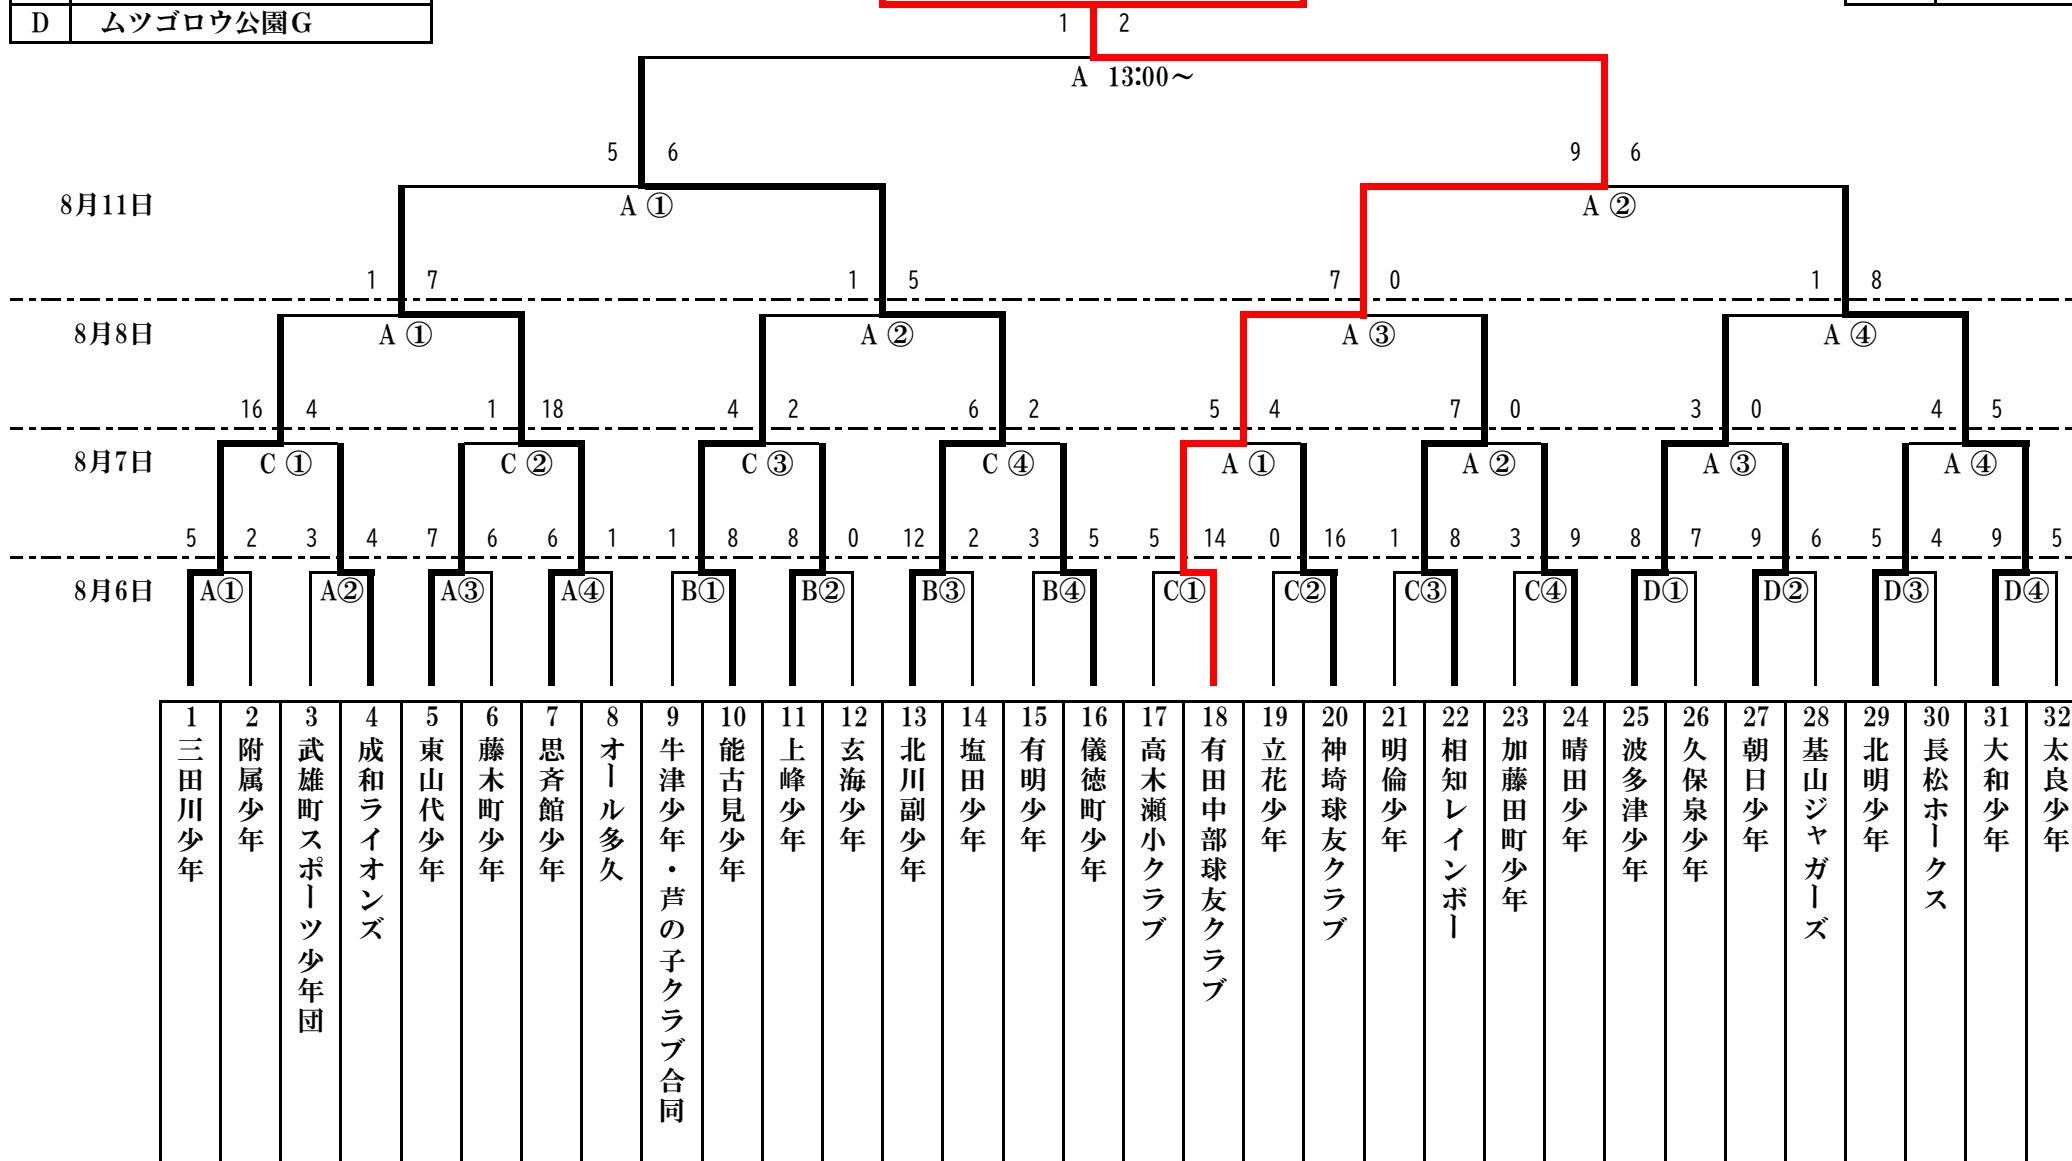 D ムツゴロウ公園G
1 2
A 13:00～
5 6 9 6
8月11日 A ① A ②
1 7 1 5 7 0 1 8
8月8日 A ① A ② A ③ A ④
16 4 1 18 4 2 6 2 5 4 7 0 3 0 4 5
8月7日 C ① C ② C ③ C ④ A ① A ② A ③ A ④
5 2 3 4 7 6 6 1 1 8 8 0 12 2 3 5 5 14 0 16 1 8 3 9 8 7 9 6 5 4 9 5
8月6日 A① A② A③ A④ B① B② B③ B④ C① C② C③ C④ D① D② D③ D④
1 三田川少年
2 附属少年
3 武雄町スポーツ少年団
4 成和ライオンズ
5 東山代少年
6 藤木町少年
7 思斉館少年
8 オール多久
9 牛津少年・芦の子クラブ合同
10 能古見少年
11 上峰少年
12 玄海少年
13 北川副少年
14 塩田少年
15 有明少年
16 儀徳町少年
17 高木瀬小クラブ
18 有田中部球友クラブ
19 立花少年
20 神埼球友クラブ
21 明倫少年
22 相知レインボー
23 加藤田町少年
24 晴田少年
25 波多津少年
26 久保泉少年
27 朝日少年
28 基山ジャガーズ
29 北明少年
30 長松ホークス
31 大和少年
32 太良少年